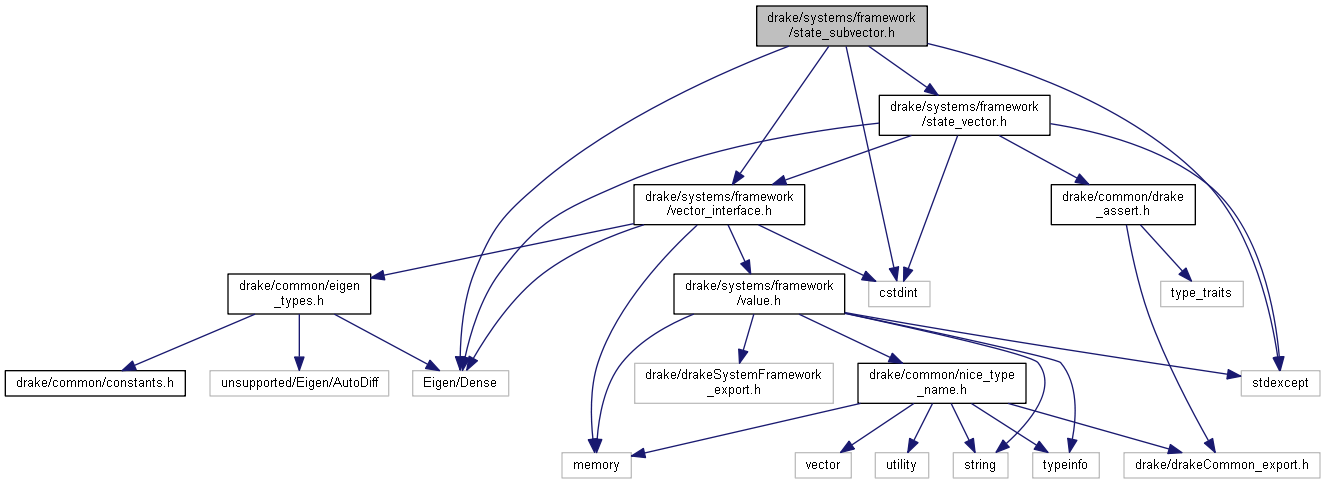 drake/systems/framework
/state_subvector.h
drake/systems/framework
/state_vector.h
drake/systems/framework
/vector_interface.h
drake/common/drake
_assert.h
drake/common/eigen
_types.h
drake/systems/framework
/value.h
cstdint
type_traits
drake/common/constants.h
unsupported/Eigen/AutoDiff
Eigen/Dense
drake/drakeSystemFramework
_export.h
drake/common/nice_type
_name.h
stdexcept
memory
vector
utility
string
typeinfo
drake/drakeCommon_export.h